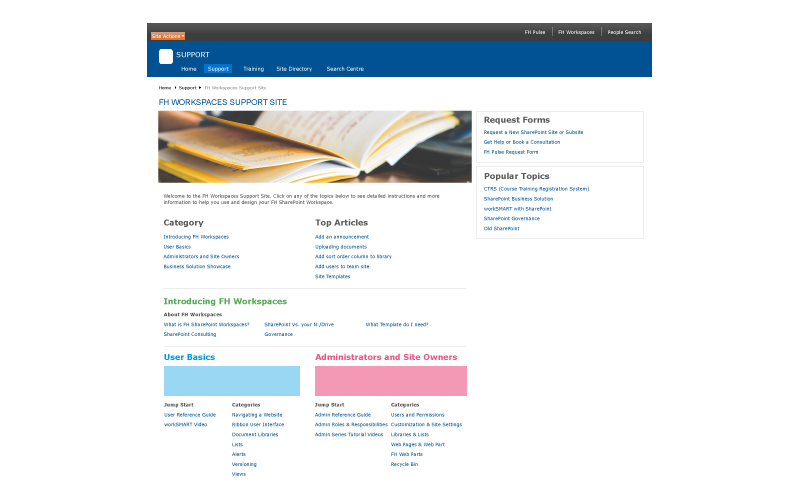 Site Actions
FH Pulse
FH Workspaces
People Search
SUPPORT
Home
Support
Training
Site Directory
Search Centre
Home
Support
FH Workspaces Support Site
FH WORKSPACES SUPPORT SITE
Welcome to the FH Workspaces Support Site. Click on any of the topics below to see detailed instructions and more
information to help you use and design your FH SharePoint Workspace.
Category
Introducing FH Workspaces
User Basics
Administrators and Site Owners
Business Solution Showcase
Top Articles
Add an announcement
Uploading documents
Add sort order column to library
Add users to team site
Site Templates
Introducing FH Workspaces
About FH Workspaces
What is FH SharePoint Workspaces?
SharePoint Vs. your N:/Drive
What Template do I need?
SharePoint Consulting
Governance
User Basics
Jump Start
User Reference Guide
workSMART Video
Categories
Navigating a Website
Ribbon User Interface
Document Libraries
Lists
Alerts
Versioning
Views
Administrators and Site Owners
Jump Start
Admin Reference Guide
Admin Roles & Responsibilities
Admin Series Tutorial Videos
Categories
Users and Permissions
Customization & Site Settings
Libraries & Lists
Web Pages & Web Part
FH Web Parts
Recycle Bin
Request Forms
Request a New SharePoint Site or Subsite
Get Help or Book a Consultation
FH Pulse Request Form
Popular Topics
CTRS (Course Training Registration System)
SharePoint Business Solution
workSMART with SharePoint
SharePoint Governance
Old SharePoint